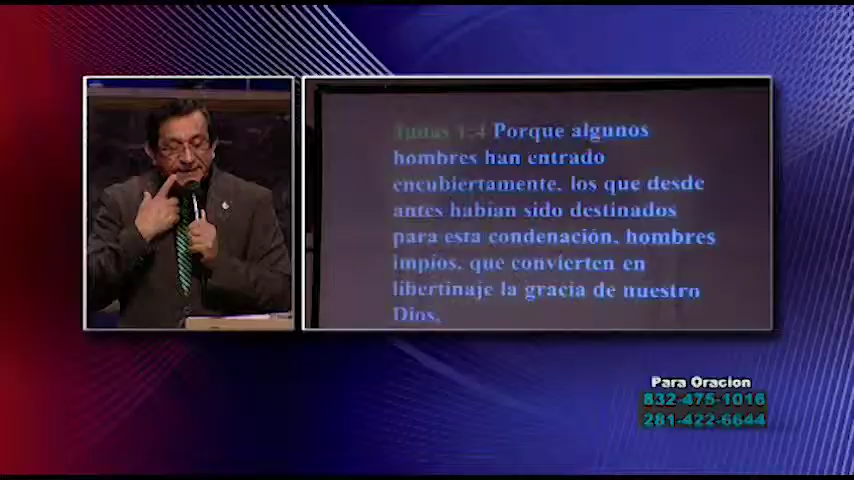 Judas 1:4 Porque algunos
hombres han entrado
encubiertamente, los que desde
antes habían sido destinados
para esta condenación, hombres
impíos, que convierten en
libertinaje la gracia de nuestro
Dios,
Para Oracion
832-475-1016
281-422-6644